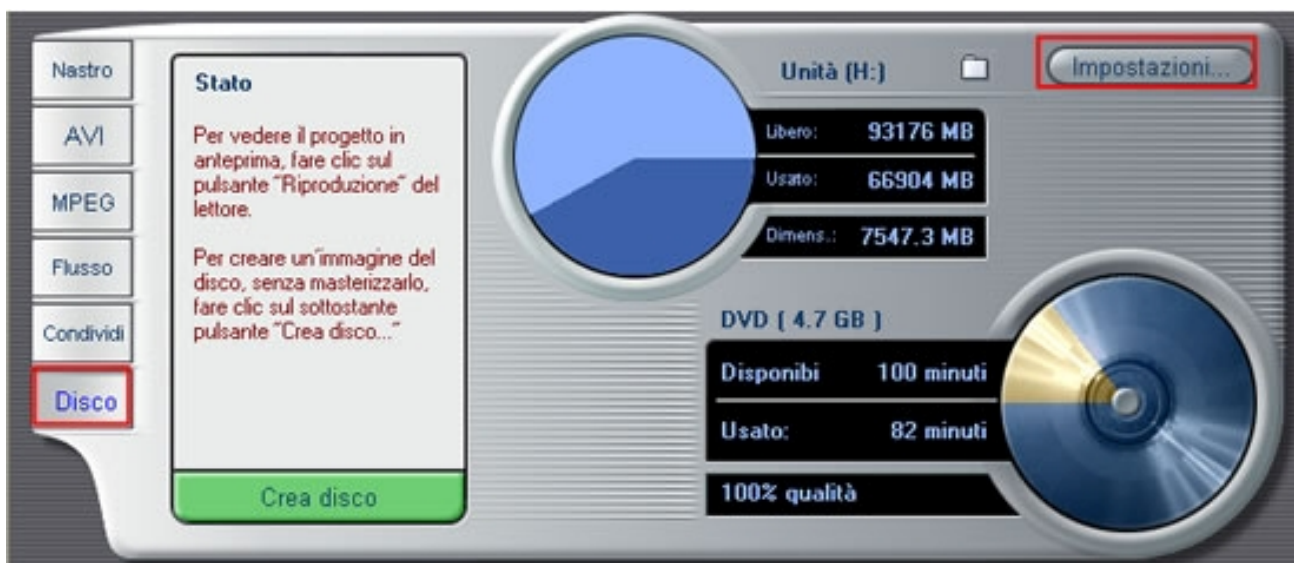 Nastro
AVI
MPEG
Flusso
Condividi
Disco
Stato
Per vedere il progetto in
anteprima, fare clic sul
pulsante "Riproduzione" del
lettore.
Per creare un'immagine del
disco, senza masterizzarlo,
fare clic sul sottostante
pulsante "Crea disco..."
Crea disco
Unità (H:)
Impostazioni...
Libero: 93176 MB
Usato: 66904 MB
Dimens.: 7547.3 MB
DVD ( 4.7 GB )
Disponibi 100 minuti
Usato: 82 minuti
100% qualità